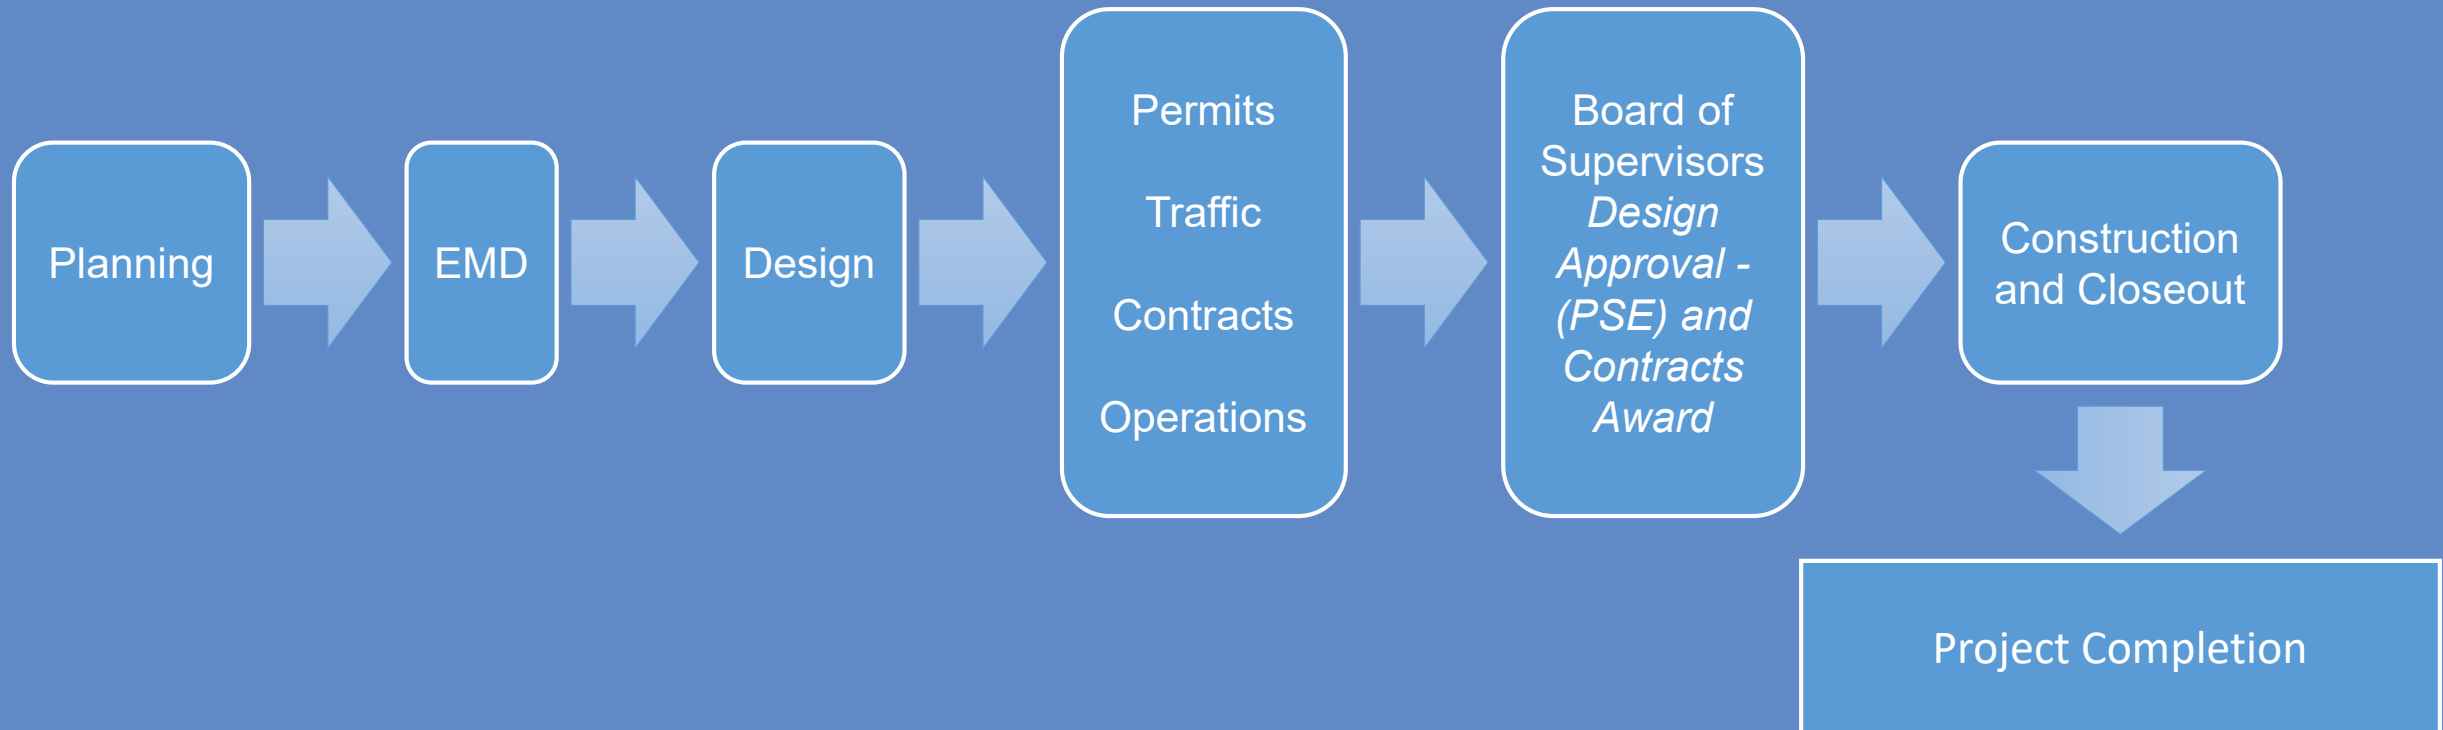 Planning
EMD
Design
Permits
Traffic
Contracts
Operations
Board of
Supervisors
Design
Approval -
(PSE) and
Contracts
Award
Construction
and Closeout
Project Completion